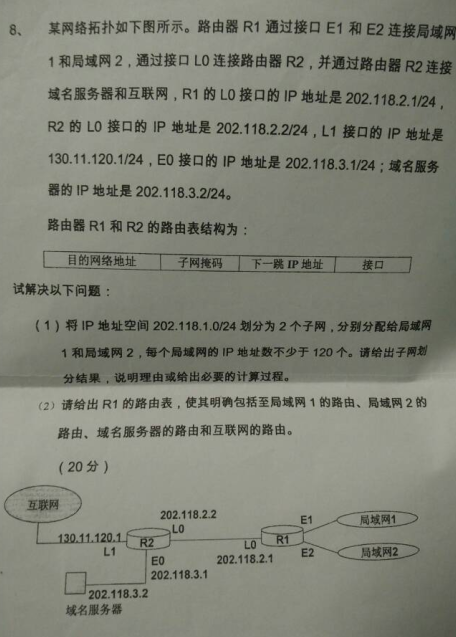 8、 某网络拓扑如下图所示。路由器 R1 通过接口 E1 和 E2 连接局域网
1 和局域网 2，通过接口 L0 连接路由器 R2，并通过路由器 R2 连接
域名服务器和互联网，R1 的 L0 接口的 IP 地址是 202.118.2.1/24，
R2 的 L0 接口的 IP 地址是 202.118.2.2/24，L1 接口的 IP 地址是
130.11.120.1/24，E0 接口的 IP 地址是 202.118.3.1/24；域名服务
器的 IP 地址是 202.118.3.2/24。
路由器 R1 和 R2 的路由表结构为：
目的网络地址 子网掩码 下一跳 IP 地址 接口
试解决以下问题：
（1）将 IP 地址空间 202.118.1.0/24 划分为 2 个子网，分别分配给局域网
1 和局域网 2，每个局域网的 IP 地址数不少于 120 个。请给出子网划
分结果，说明理由或给出必要的计算过程。
（2）请给出 R1 的路由表，使其明确包括至局域网 1 的路由、局域网 2 的
路由、域名服务器的路由和互联网的路由。
（20 分）
互联网
202.118.2.2
E1
局域网1
130.11.120.1
L0
R2
L0
R1
L1
E0
202.118.2.1
E2
局域网2
202.118.3.1
202.118.3.2
域名服务器